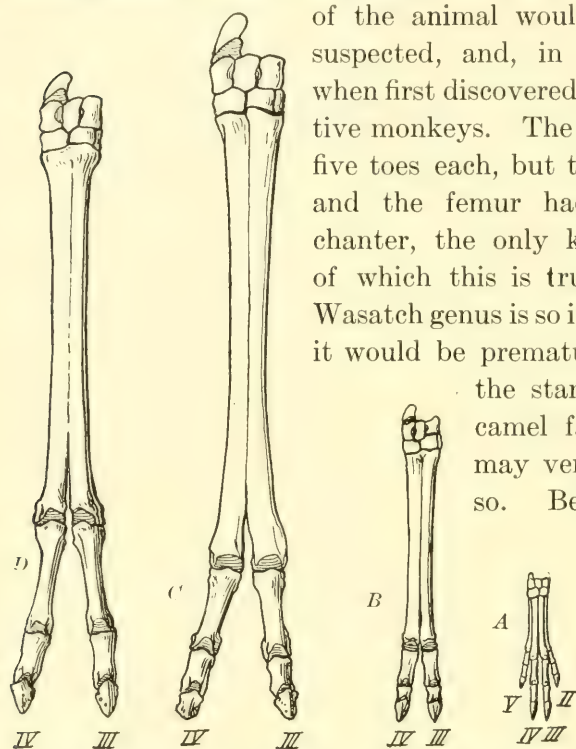 of the animal woul
suspected, and, in
when first discovered
tive monkeys. The
five toes each, but t
and the femur ha
chanter, the only k
of which this is tru
Wasatch genus is so i
it would be prematu
the star
camel f
may ver
so. Be
D
C
B
A
V
II
IV III
IV III
IV III
IV III